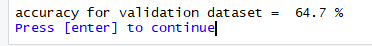 accuracy for validation dataset =  64.7 %
Press [enter] to continue